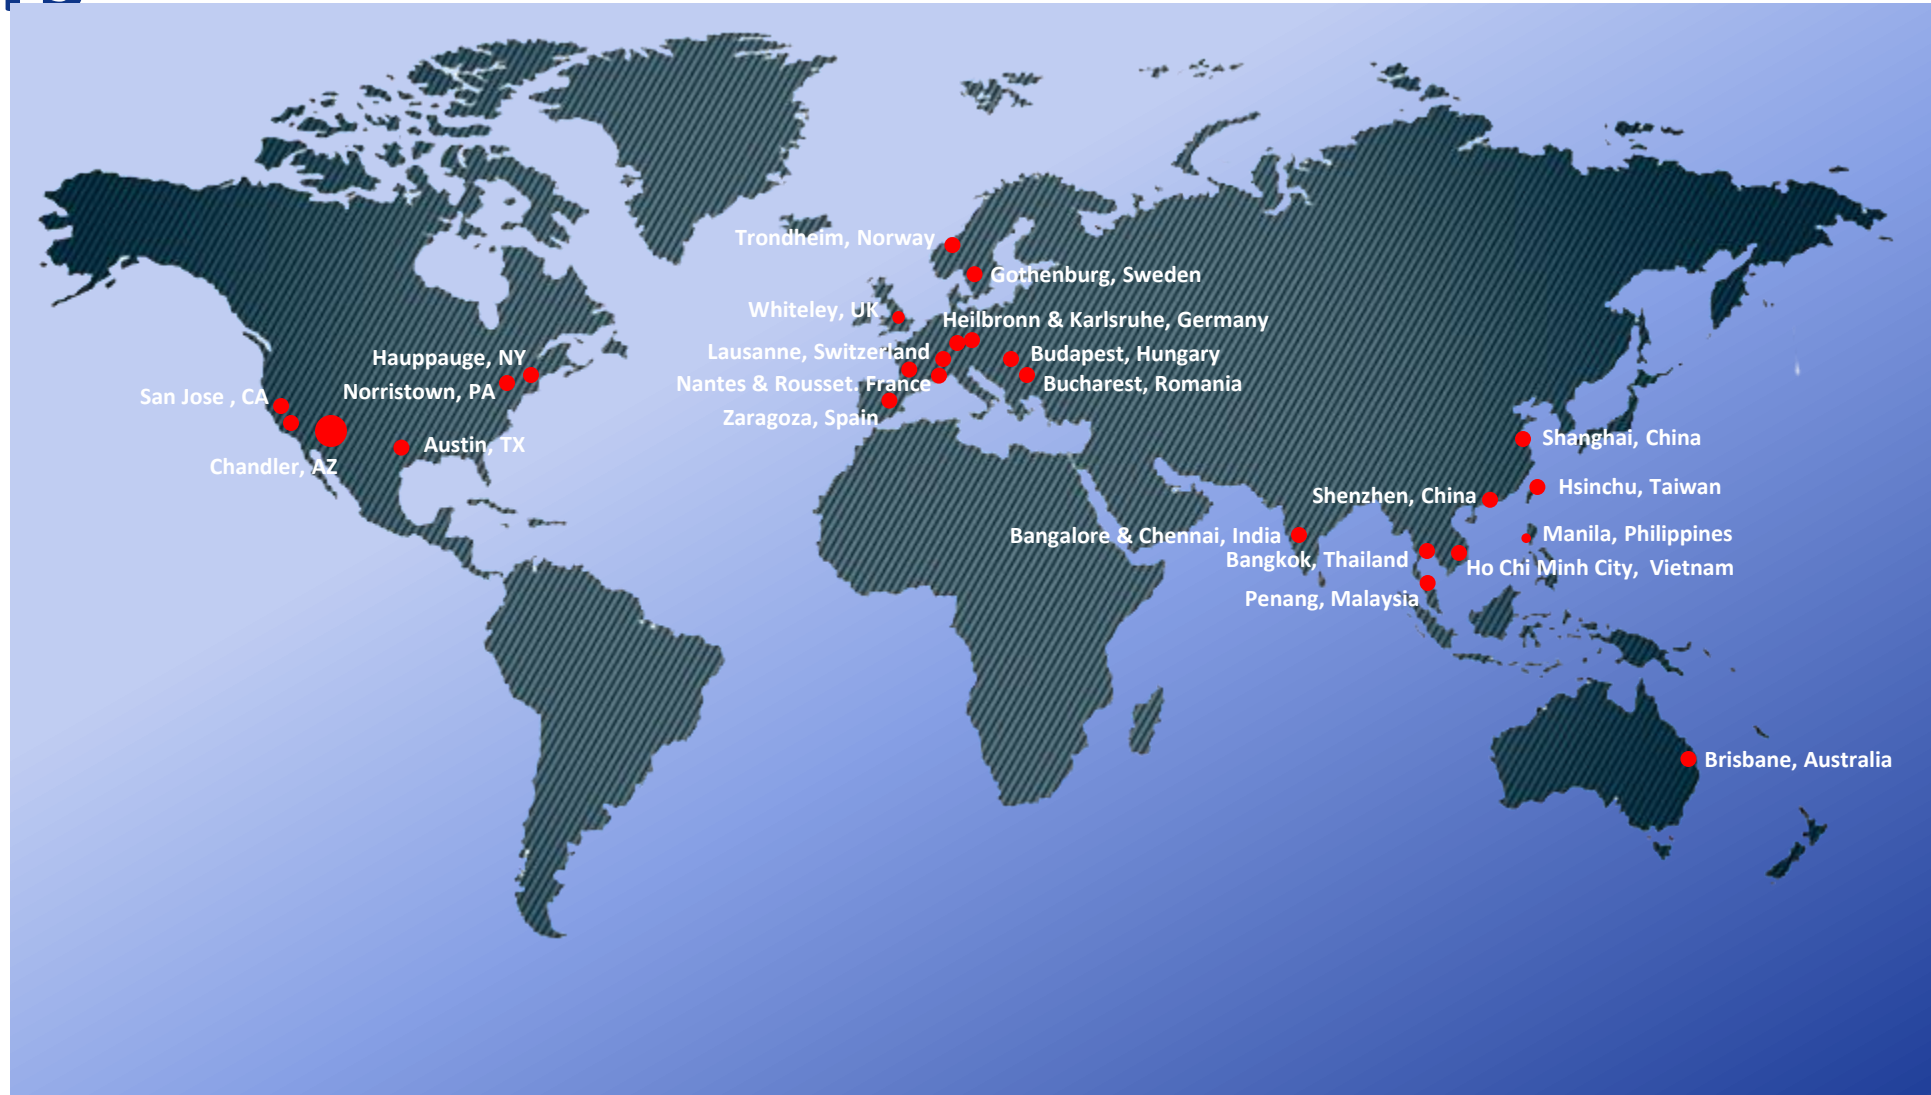 Trondheim, Norway
Gothenburg, Sweden
Whiteley, UK
Heilbronn & Karlsruhe, Germany
Lausanne, Switzerland
Budapest, Hungary
Hauppauge, NY
Nantes & Rousset. France
Bucharest, Romania
Norristown, PA
San Jose , CA
Zaragoza, Spain
Austin, TX
Chandler, AZ
Shanghai, China
Hsinchu, Taiwan
Shenzhen, China
Bangalore & Chennai, India
Manila, Philippines
Bangkok, Thailand
Ho Chi Minh City,  Vietnam
Penang, Malaysia
Brisbane, Australia